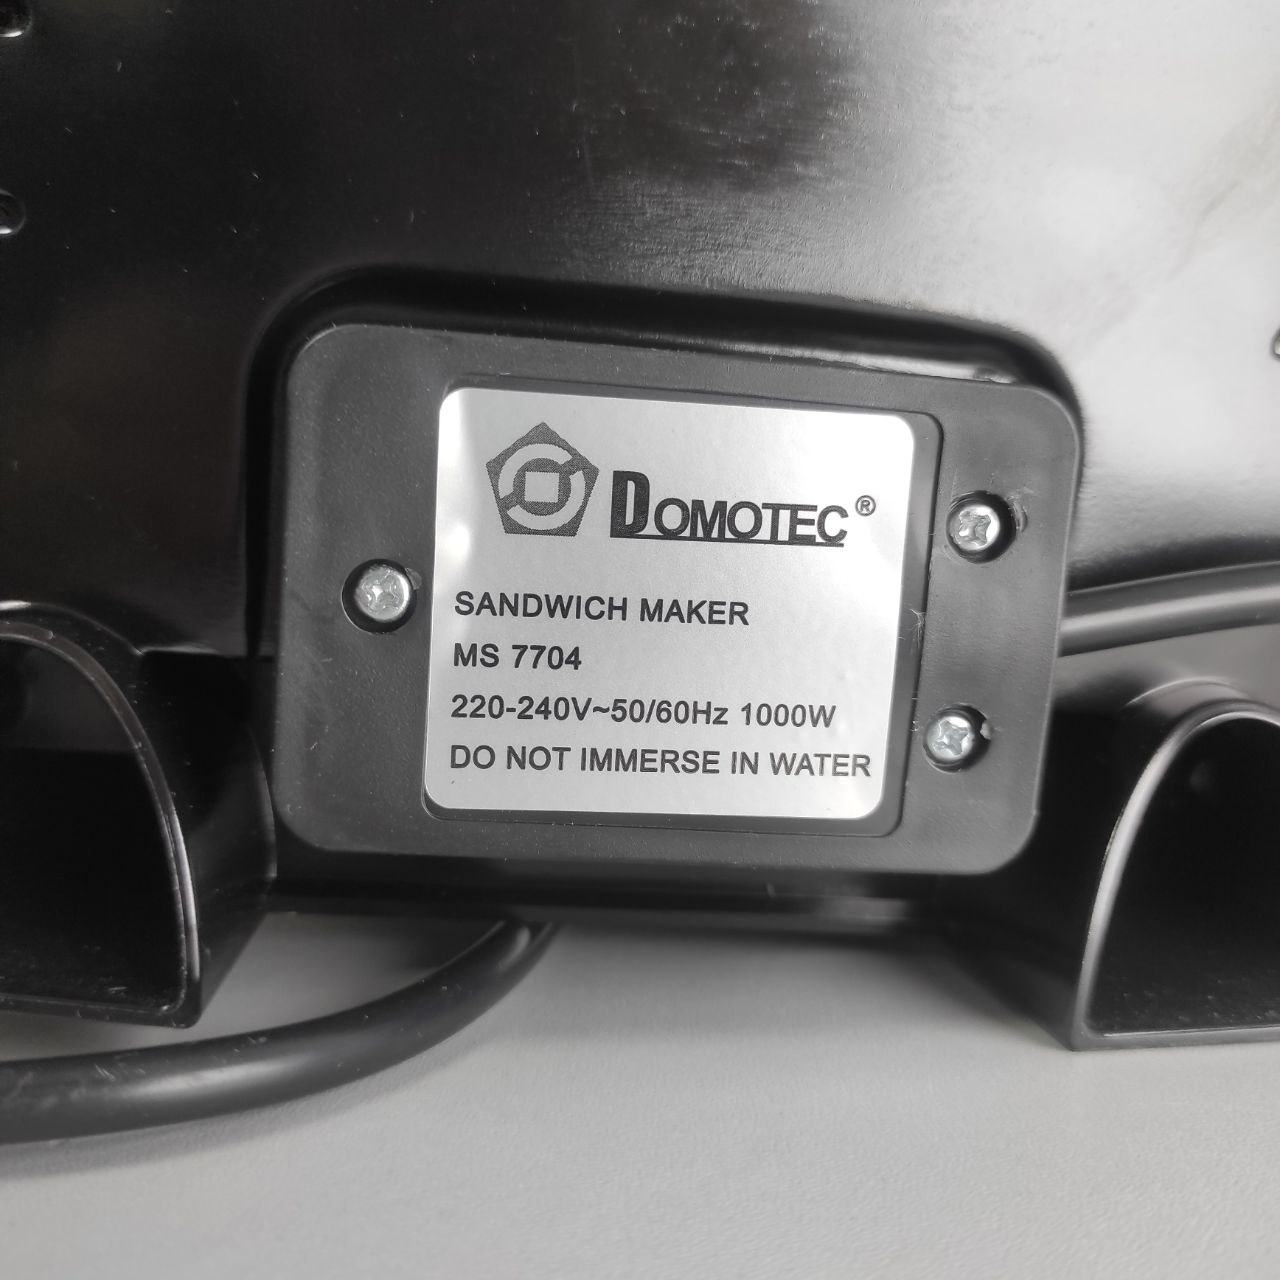 DOMOTEC®
SANDWICH MAKER
MS 7704
220-240V~50/60Hz 1000W
DO NOT IMMERSE IN WATER